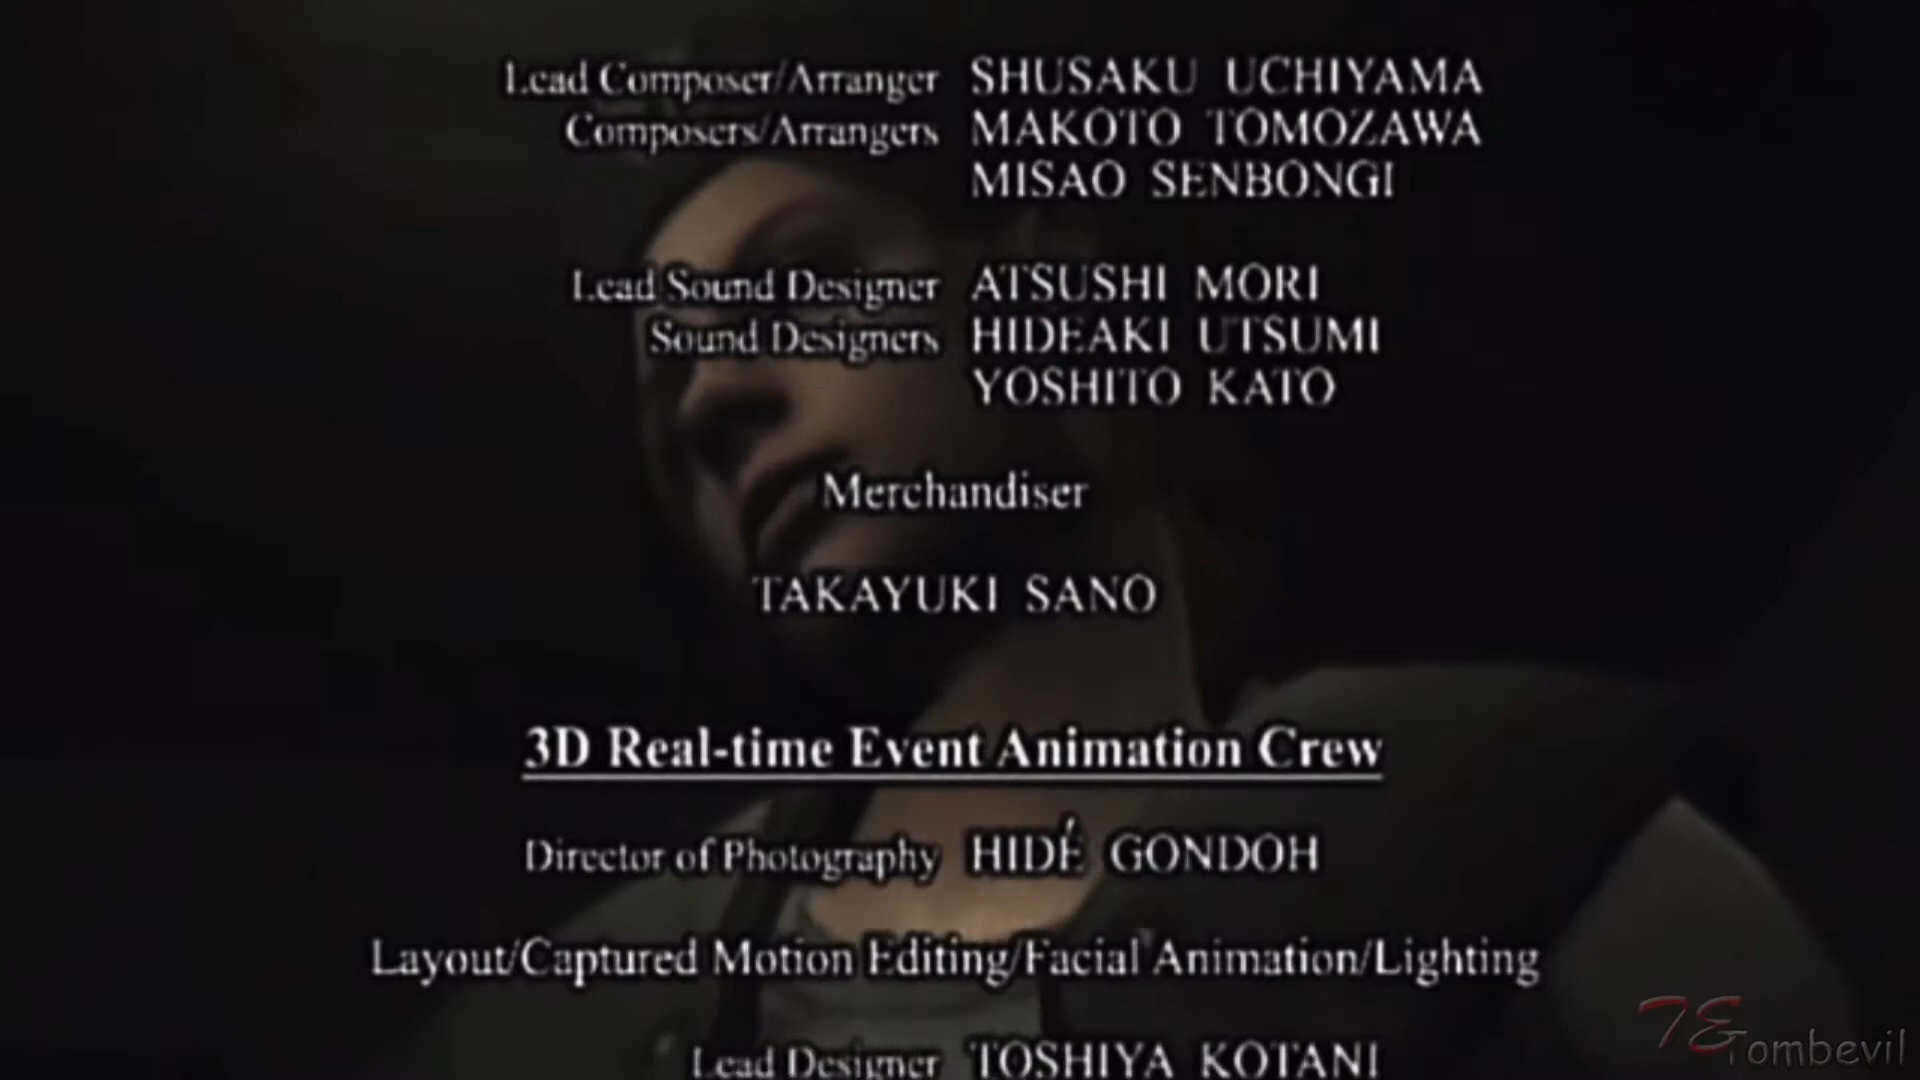 Lead Composer/Arranger SHUSAKU UCHIYAMA
Composers/Arrangers MAKOTO TOMOZAWA
MISAO SENBONGI
Lead Sound Designer ATSUSHI MORI
Sound Designers HIDEAKI UTSUMI
YOSHITO KATO
Merchandiser
TAKAYUKI SANO
3D Real-time Event Animation Crew
Director of Photography HIDÉ GONDOH
Layout/Captured Motion Editing/Facial Animation/Lighting
Lead Designer TOSHIYA KOTANI
TE Tombevil